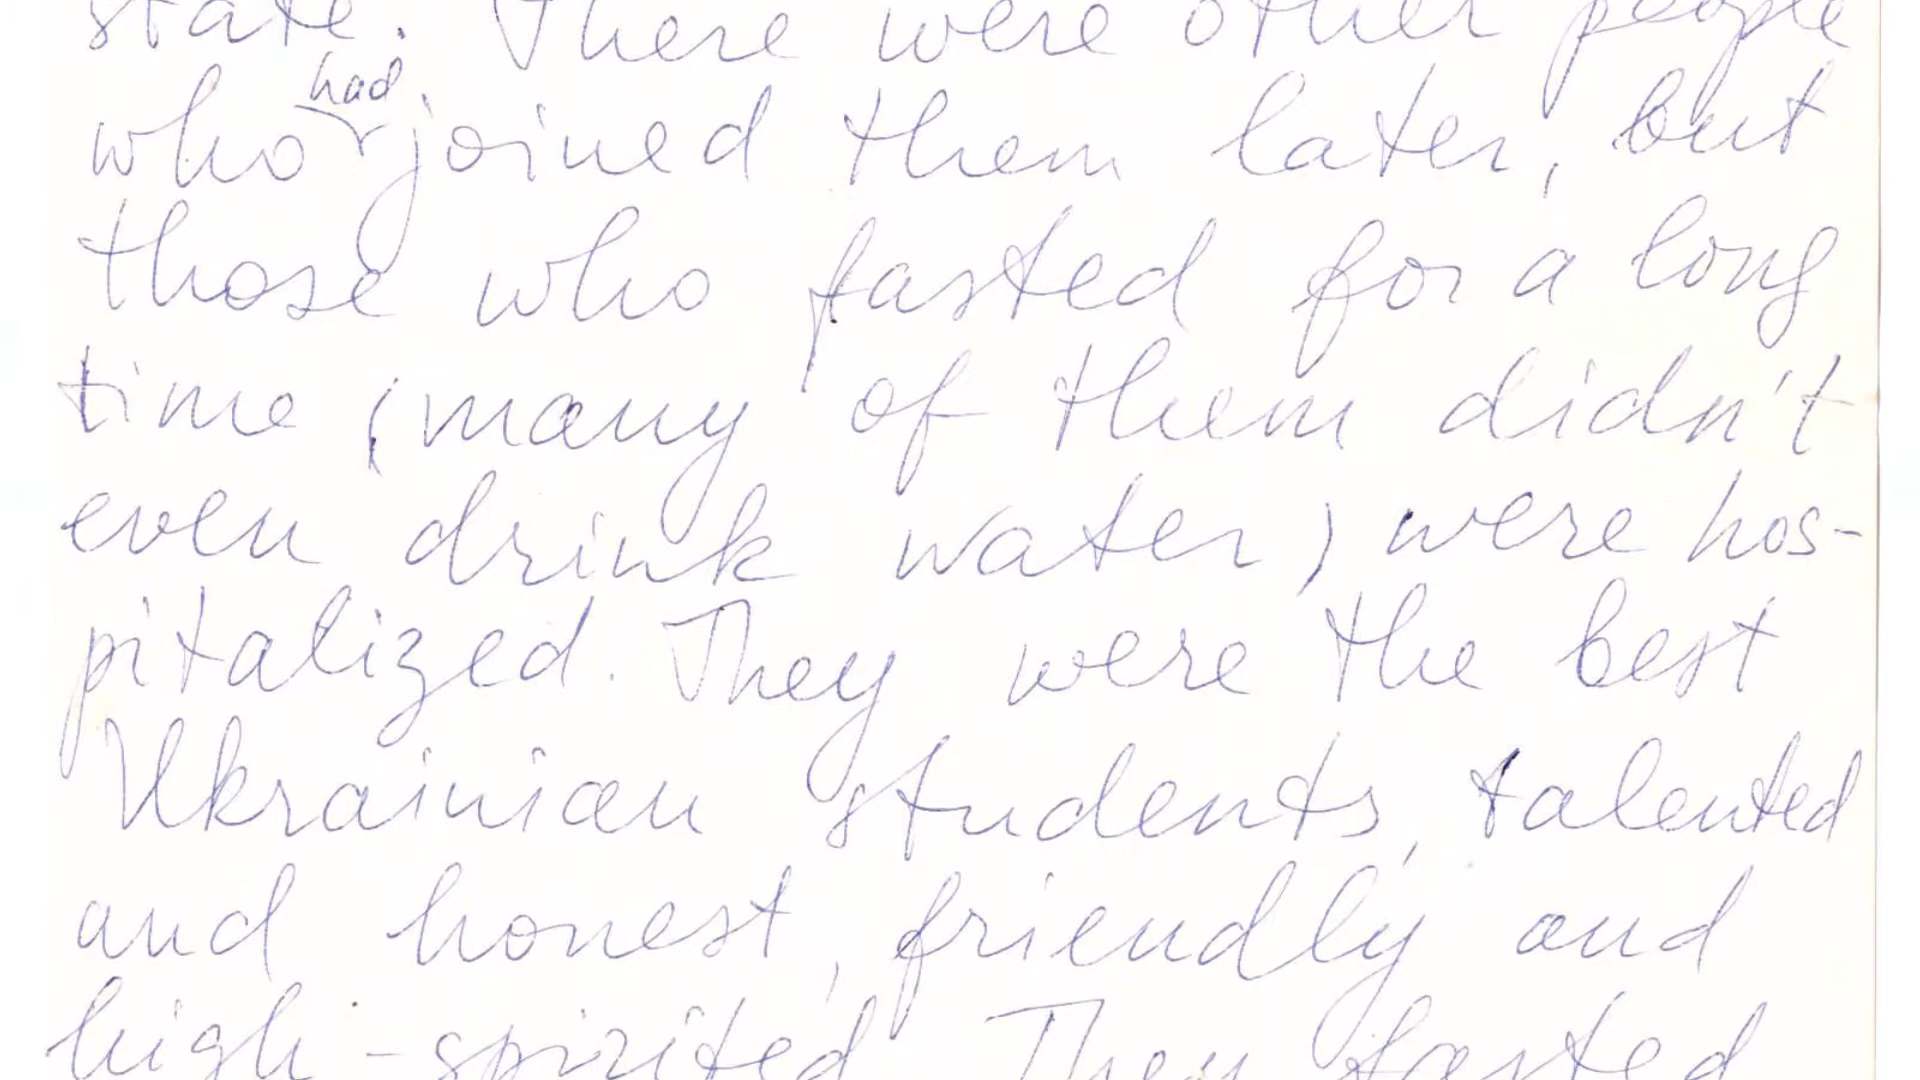 state. There were other people
who had joined them later, but
those who fasted for a long
time (many of them didn't
even drink water) were hos-
pitalized. They were the best
Ukrainian students, talented
and honest, friendly and
high-spirited. They fasted